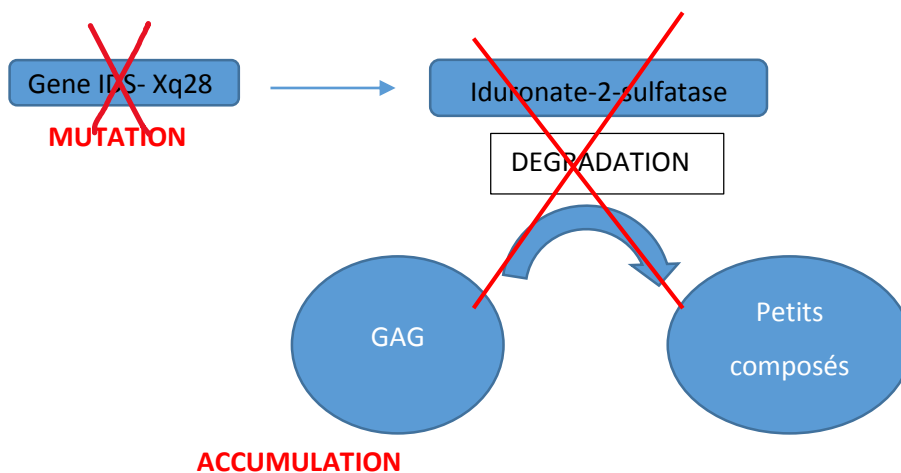 Gene IDS- Xq28
Iduronate-2-sulfatase
MUTATION
DEGRADATION
GAG
Petits
composés
ACCUMULATION